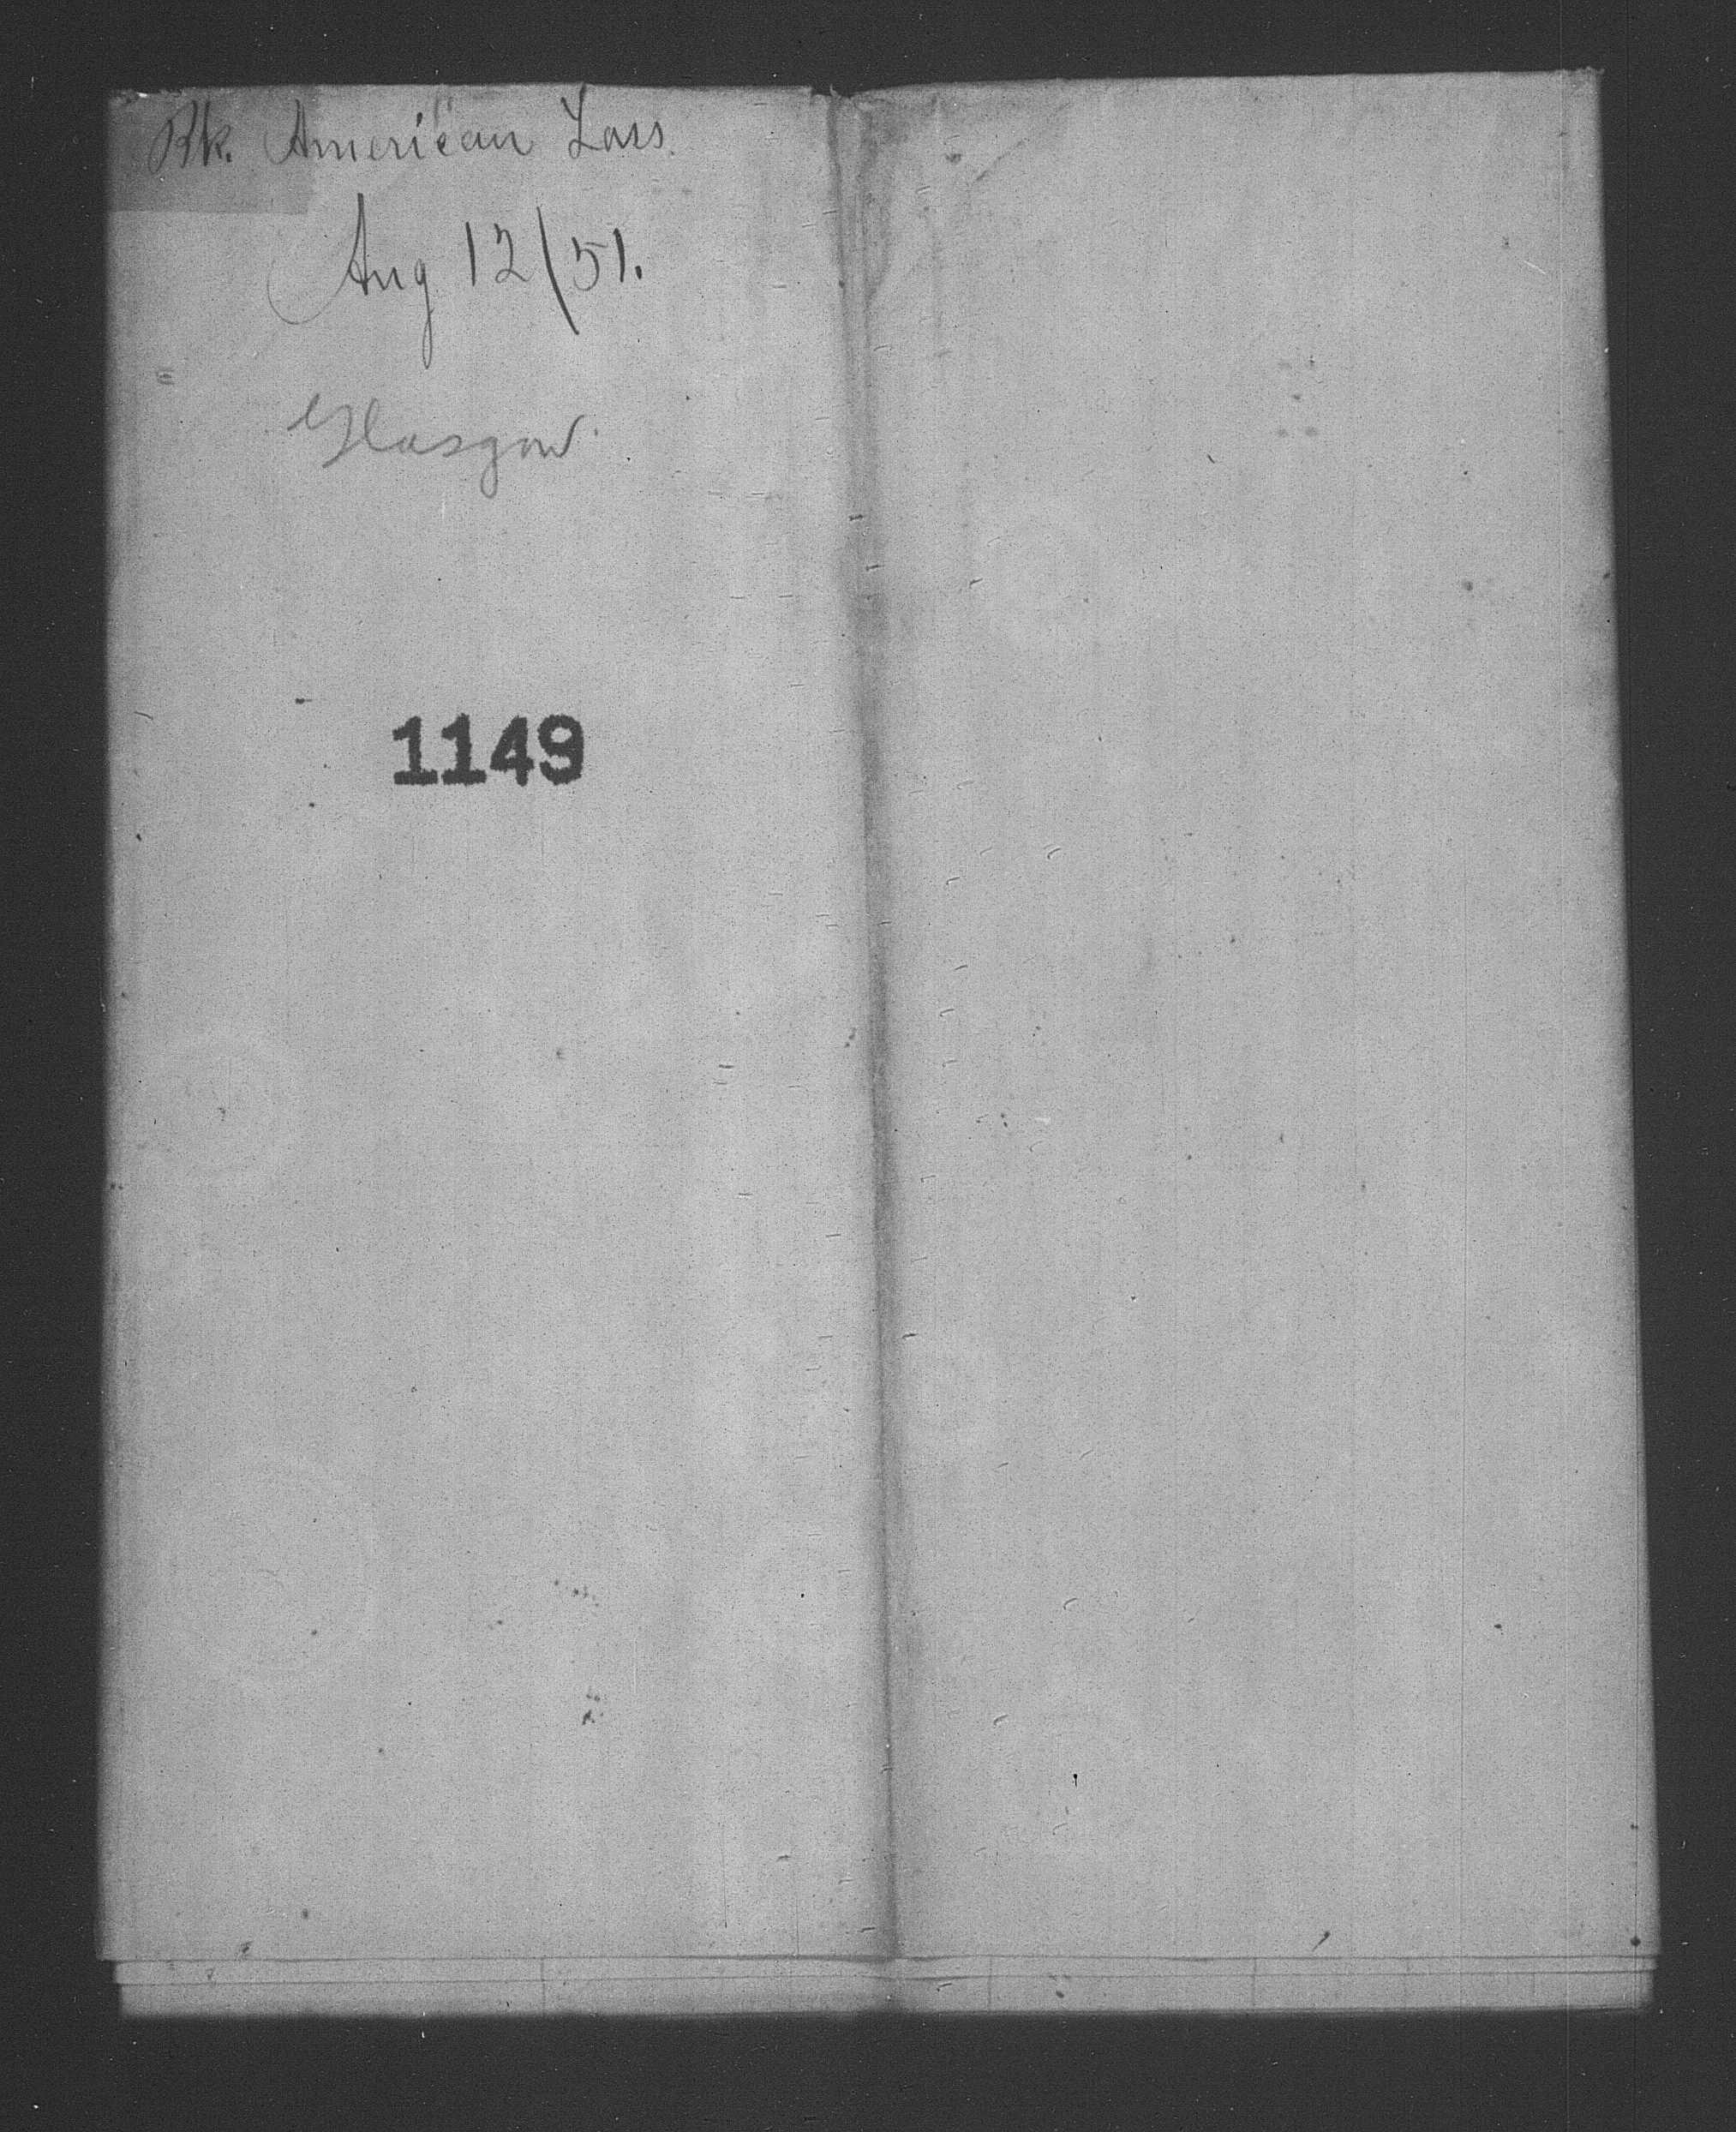 Bk. American Lass.
Aug 12/51.
Glasgow.
1149